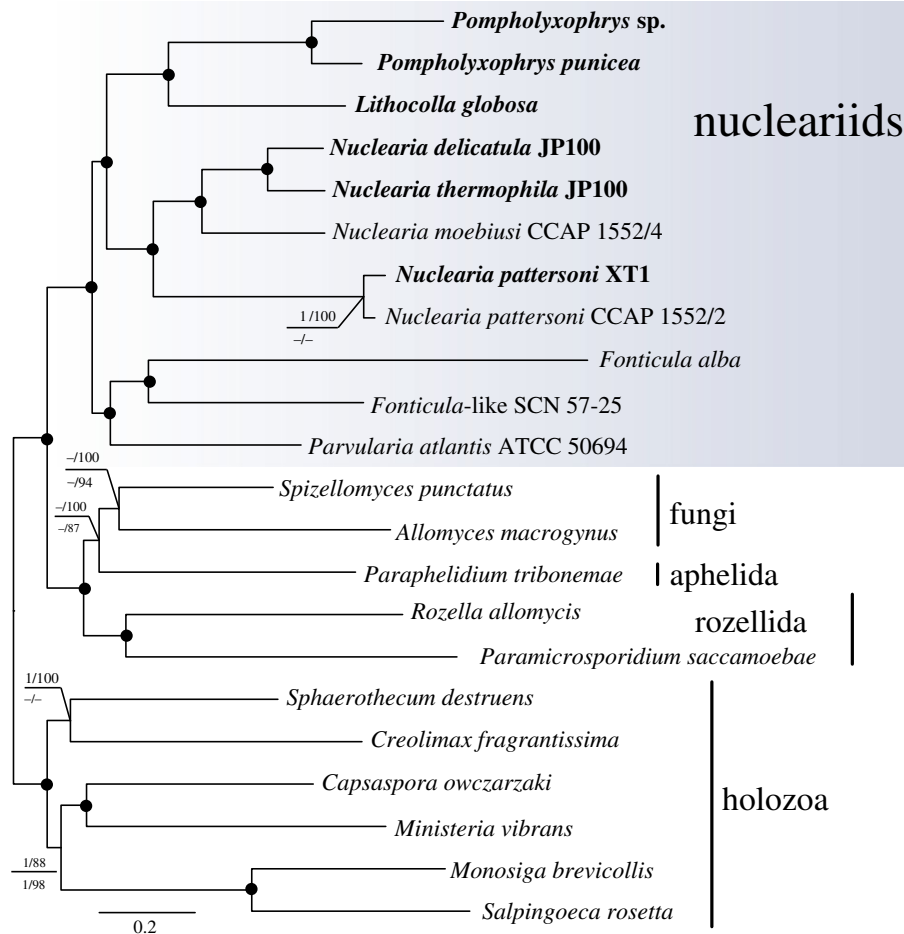 Pompholyxophrys sp.
Pompholyxophrys punicea
Lithocolla globosa
nucleariids
Nuclearia delicatula JP100
Nuclearia thermophila JP100
Nuclearia moebiusi CCAP 1552/4
Nuclearia pattersoni XT1
1 /100
–/–
Nuclearia pattersoni CCAP 1552/2
Fonticula alba
Fonticula-like SCN 57-25
Parvularia atlantis ATCC 50694
–/100
–/94
Spizellomyces punctatus
–/100
–/87
fungi
Allomyces macrogynus
Paraphelidium tribonemae
aphelida
Rozella allomycis
rozellida
Paramicrosporidium saccamoebae
1/100
–/–
Sphaerothecum destruens
Creolimax fragrantissima
Capsaspora owczarzaki
holozoa
Ministeria vibrans
1/88
1/98
Monosiga brevicollis
Salpingoeca rosetta
0.2